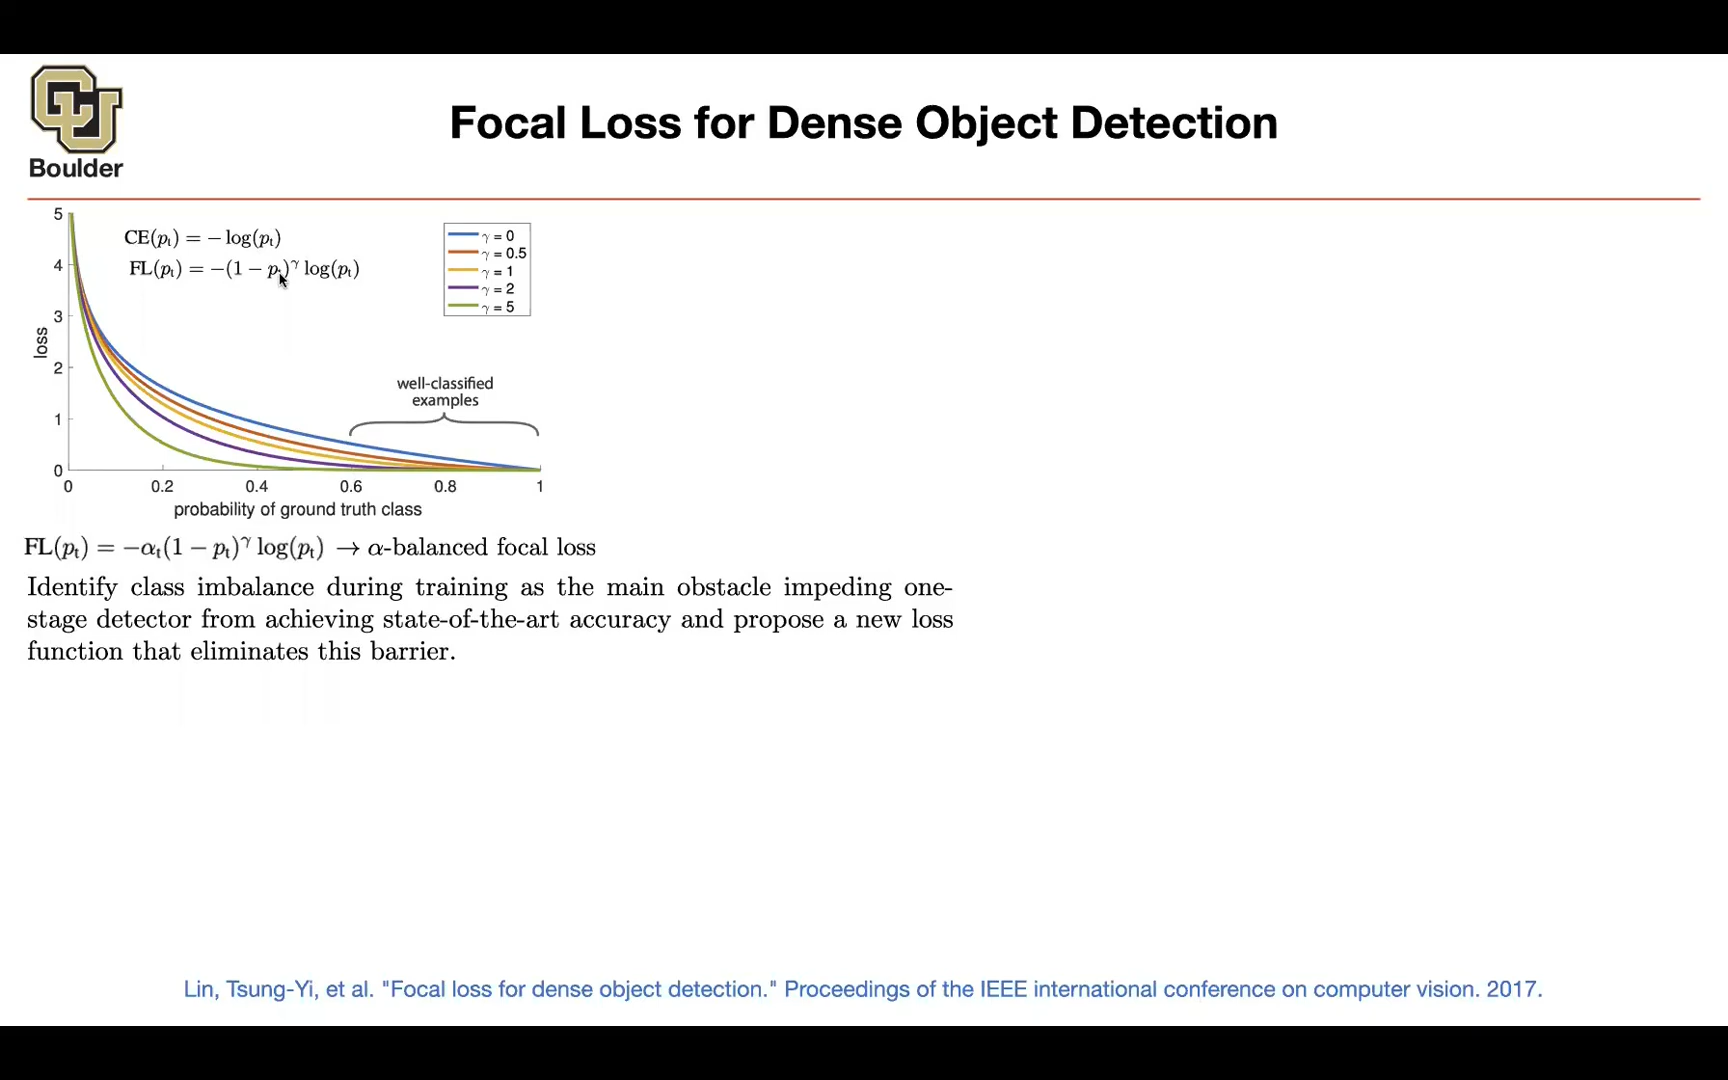 CU
Boulder
Focal Loss for Dense Object Detection
CE(pₜ) = − log(pₜ)
FL(pₜ) = −(1 − pₜ)^γ log(pₜ)
γ = 0
γ = 0.5
γ = 1
γ = 2
γ = 5
5
4
3
2
1
0
loss
well-classified
examples
0 0.2 0.4 0.6 0.8 1
probability of ground truth class
FL(pₜ) = −αₜ(1 − pₜ)^γ log(pₜ) → α-balanced focal loss
Identify class imbalance during training as the main obstacle impeding one-
stage detector from achieving state-of-the-art accuracy and propose a new loss
function that eliminates this barrier.
Lin, Tsung-Yi, et al. "Focal loss for dense object detection." Proceedings of the IEEE international conference on computer vision. 2017.